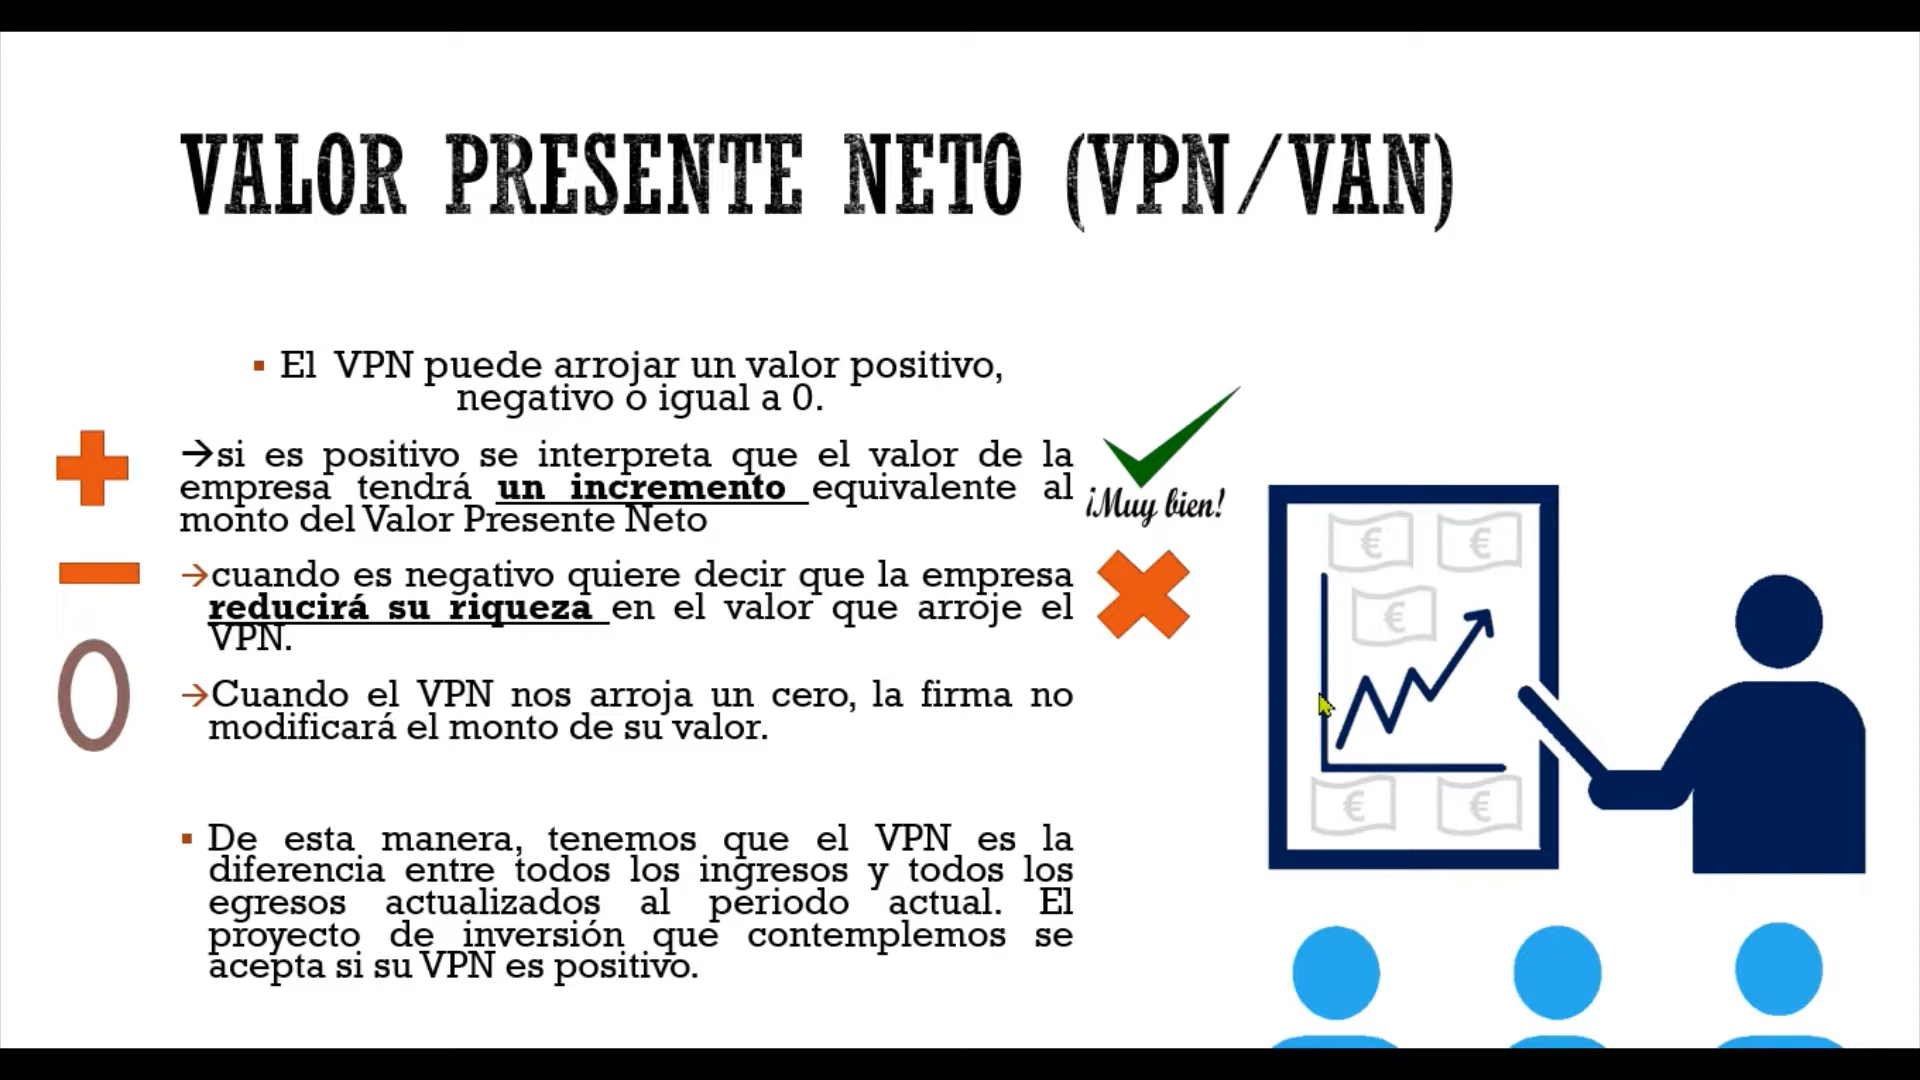 VALOR PRESENTE NETO (VPN/VAN)
▪ El VPN puede arrojar un valor positivo,
negativo o igual a 0.
→si es positivo se interpreta que el valor de la
empresa tendrá un incremento equivalente al
monto del Valor Presente Neto
¡Muy bien!
→cuando es negativo quiere decir que la empresa
reducirá su riqueza en el valor que arroje el
VPN.
→Cuando el VPN nos arroja un cero, la firma no
modificará el monto de su valor.
▪ De esta manera, tenemos que el VPN es la
diferencia entre todos los ingresos y todos los
egresos actualizados al periodo actual. El
proyecto de inversión que contemplemos se
acepta si su VPN es positivo.
€ €
€
€ €